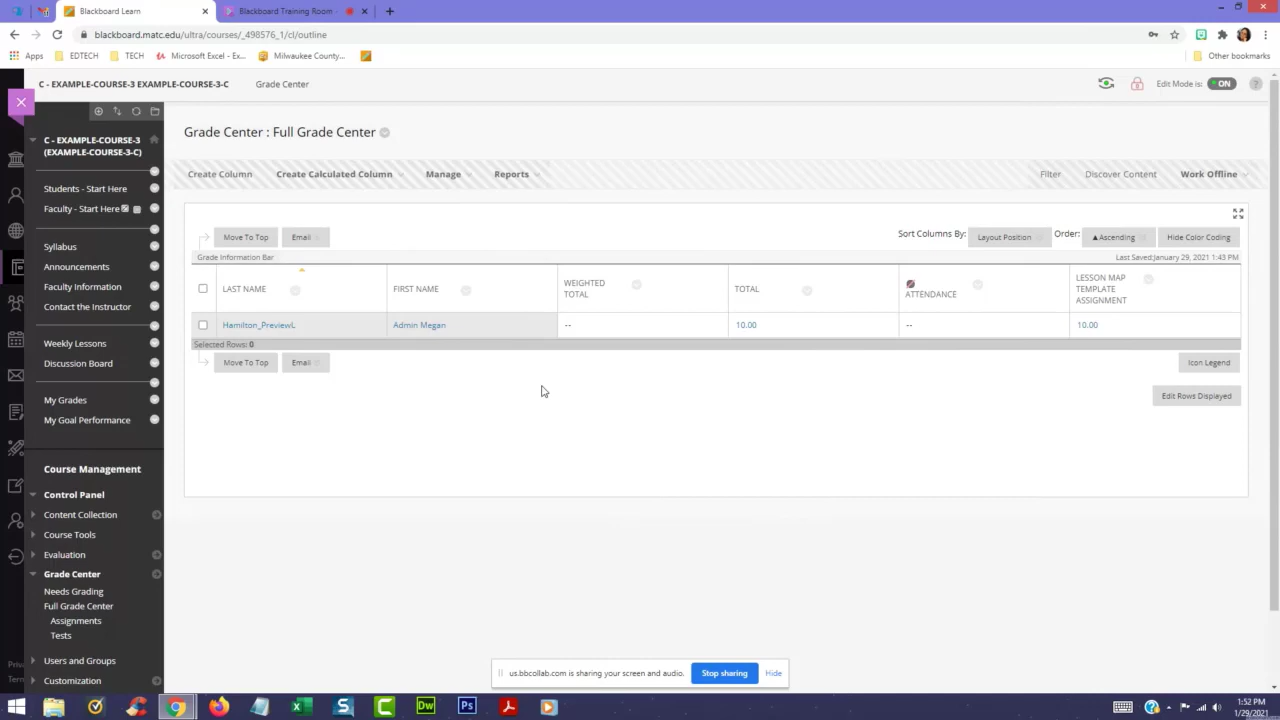 Blackboard Learn
Blackboard Training Room -
blackboard.matc.edu/ultra/courses/_498576_1/cl/outline
Apps
EDTECH
TECH
Microsoft Excel - Ex...
Milwaukee County...
Other bookmarks
C - EXAMPLE-COURSE-3 EXAMPLE-COURSE-3-C
Grade Center
Edit Mode is:
ON
?
C - EXAMPLE-COURSE-3
(EXAMPLE-COURSE-3-C)
Students - Start Here
Faculty - Start Here
Syllabus
Announcements
Faculty Information
Contact the Instructor
Weekly Lessons
Discussion Board
My Grades
My Goal Performance
Course Management
Control Panel
Content Collection
Course Tools
Evaluation
Grade Center
Needs Grading
Full Grade Center
Assignments
Tests
Users and Groups
Customization
Grade Center : Full Grade Center
Create Column
Create Calculated Column
Manage
Reports
Filter
Discover Content
Work Offline
Move To Top
Email
Sort Columns By:
Layout Position
Order:
▲Ascending
Hide Color Coding
Grade Information Bar
Last Saved:January 29, 2021 1:43 PM
LAST NAME
FIRST NAME
WEIGHTED
TOTAL
TOTAL
ATTENDANCE
LESSON MAP
TEMPLATE
ASSIGNMENT
Hamilton_PreviewL
Admin Megan
--
10.00
--
10.00
Selected Rows: 0
Move To Top
Email
Icon Legend
Edit Rows Displayed
us.bbcollab.com is sharing your screen and audio.
Stop sharing
Hide
Dw
Ps
1:52 PM
1/29/2021